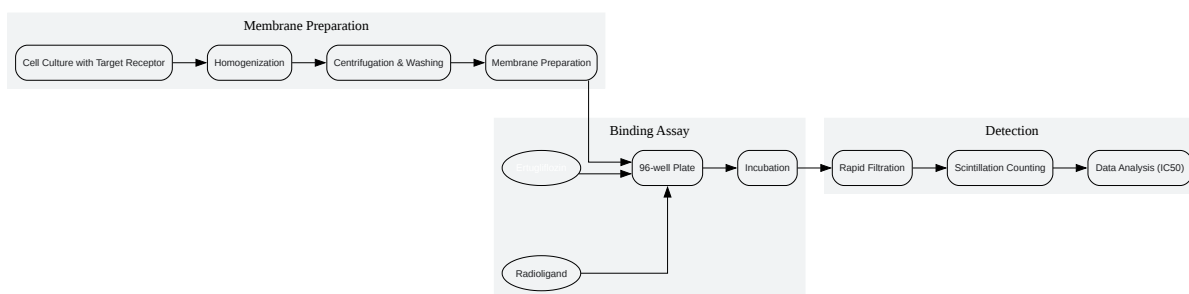 Membrane Preparation
Cell Culture with Target Receptor
Homogenization
Centrifugation & Washing
Membrane Preparation
Binding Assay
Detection
96-well Plate
Incubation
Rapid Filtration
Scintillation Counting
Data Analysis (IC50)
Radioligand